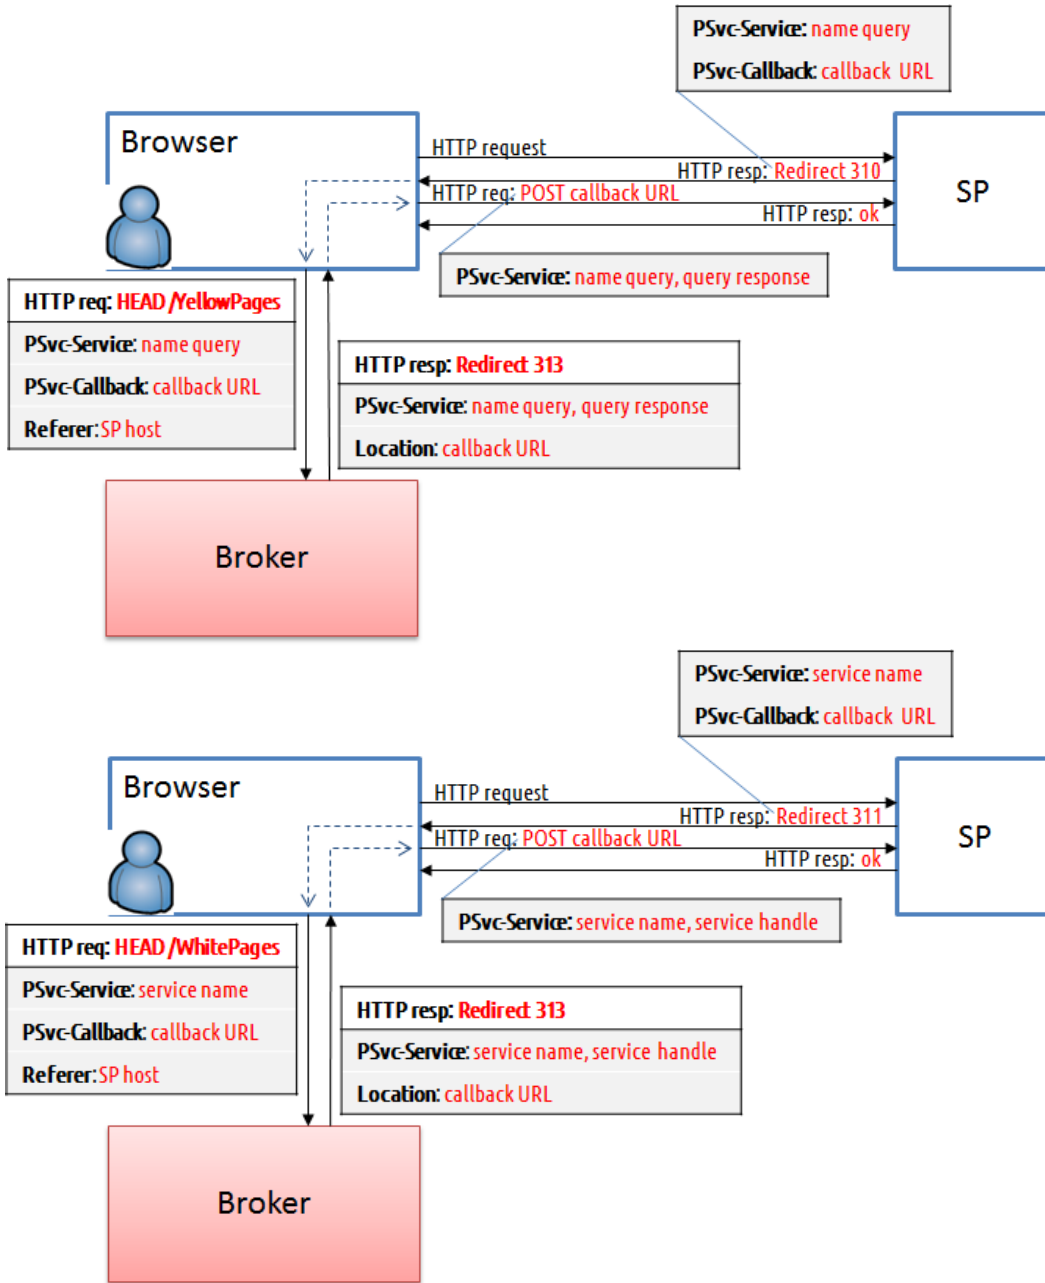 PSvc-Service: name query
PSvc-Callback: callback URL
Browser
HTTP request
HTTP resp: Redirect 310
HTTP req: POST callback URL
HTTP resp: ok
SP
PSvc-Service: name query, query response
HTTP req: HEAD /YellowPages
PSvc-Service: name query
PSvc-Callback: callback URL
Referer: SP host
HTTP resp: Redirect 313
PSvc-Service: name query, query response
Location: callback URL
Broker
PSvc-Service: service name
PSvc-Callback: callback URL
Browser
HTTP request
HTTP resp: Redirect 311
HTTP req: POST callback URL
HTTP resp: ok
SP
PSvc-Service: service name, service handle
HTTP req: HEAD /WhitePages
PSvc-Service: service name
PSvc-Callback: callback URL
Referer: SP host
HTTP resp: Redirect 313
PSvc-Service: service name, service handle
Location: callback URL
Broker